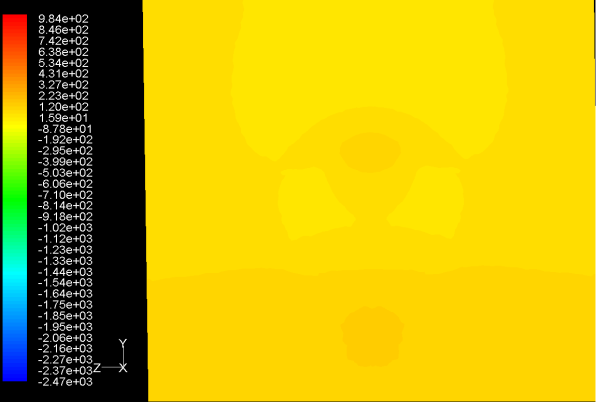 9.84e+02
8.46e+02
7.42e+02
6.38e+02
5.34e+02
4.31e+02
3.27e+02
2.23e+02
1.20e+02
1.59e+01
-8.78e+01
-1.92e+02
-2.95e+02
-3.99e+02
-5.03e+02
-6.06e+02
-7.10e+02
-8.14e+02
-9.18e+02
-1.02e+03
-1.12e+03
-1.23e+03
-1.33e+03
-1.44e+03
-1.54e+03
-1.64e+03
-1.75e+03
-1.85e+03
-1.95e+03
-2.06e+03
-2.16e+03
-2.27e+03
-2.37e+03
-2.47e+03
Y
Z X